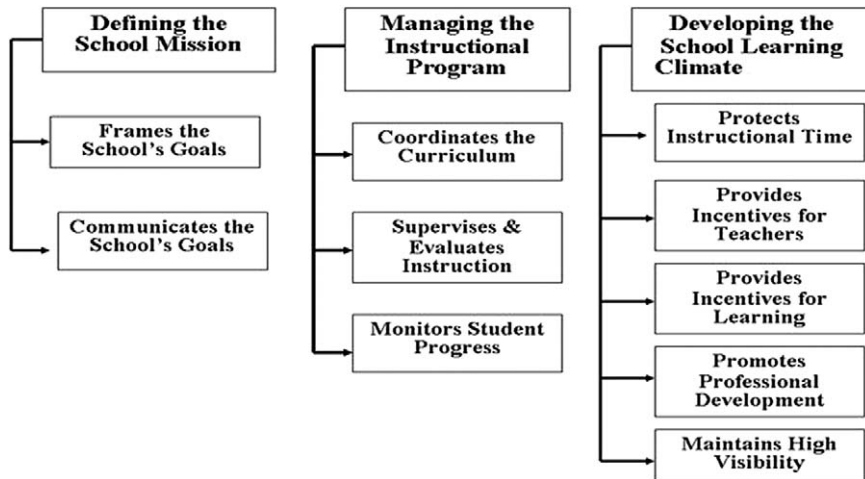 Defining the
School Mission
Frames the
School's Goals
Communicates the
School's Goals
Managing the
Instructional
Program
Coordinates the
Curriculum
Supervises &
Evaluates
Instruction
Monitors Student
Progress
Developing the
School Learning
Climate
Protects
Instructional Time
Provides
Incentives for
Teachers
Provides
Incentives for
Learning
Promotes
Professional
Development
Maintains High
Visibility